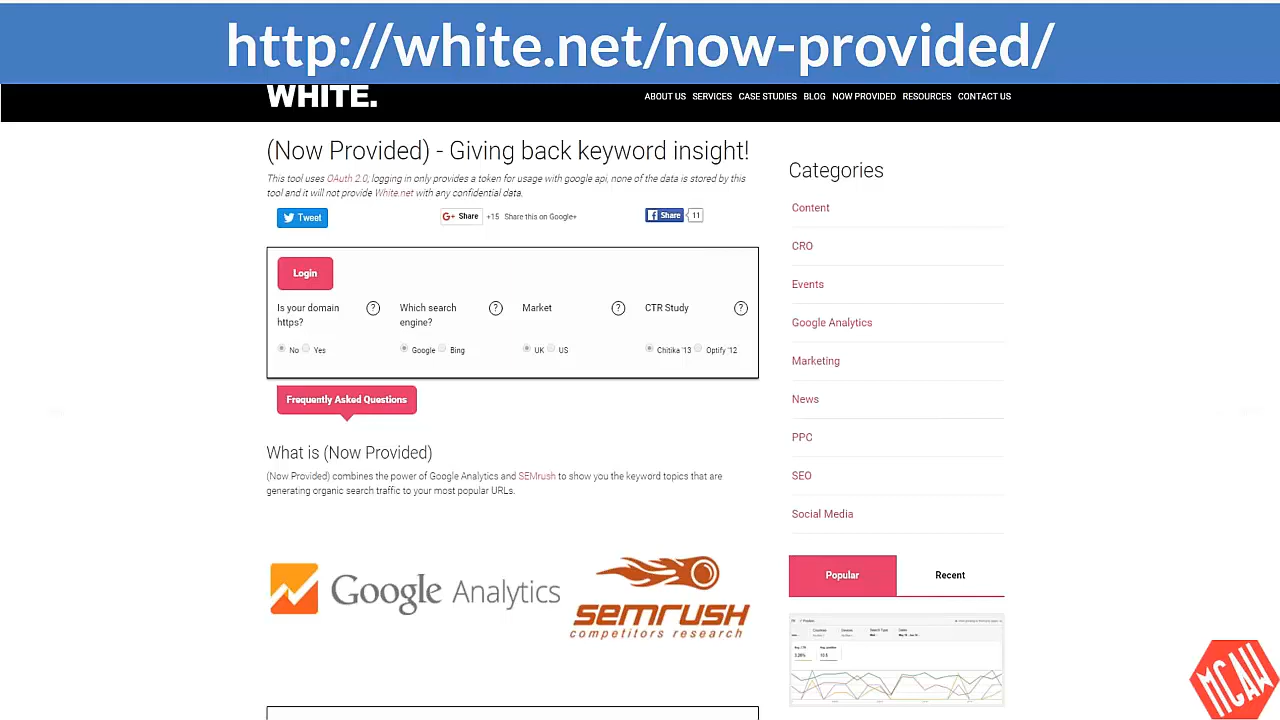 http://white.net/now-provided/
WHITE.
ABOUT US SERVICES CASE STUDIES BLOG NOW PROVIDED RESOURCES CONTACT US
(Now Provided) - Giving back keyword insight!
This tool uses OAuth 2.0, logging in only provides a token for usage with google api, none of the data is stored by this
tool and it will not provide White.net with any confidential data.
Tweet
G+ Share +15 Share this on Google+
f Share 11
Login
Is your domain
https?
?
No Yes
Which search
engine?
?
Google Bing
Market
?
UK US
CTR Study
?
Chitika '13 Optify '12
Frequently Asked Questions
What is (Now Provided)
(Now Provided) combines the power of Google Analytics and SEMrush to show you the keyword topics that are
generating organic search traffic to your most popular URLs.
Google Analytics
semrush
competitors research
Categories
Content
CRO
Events
Google Analytics
Marketing
News
PPC
SEO
Social Media
Popular Recent
MCAW